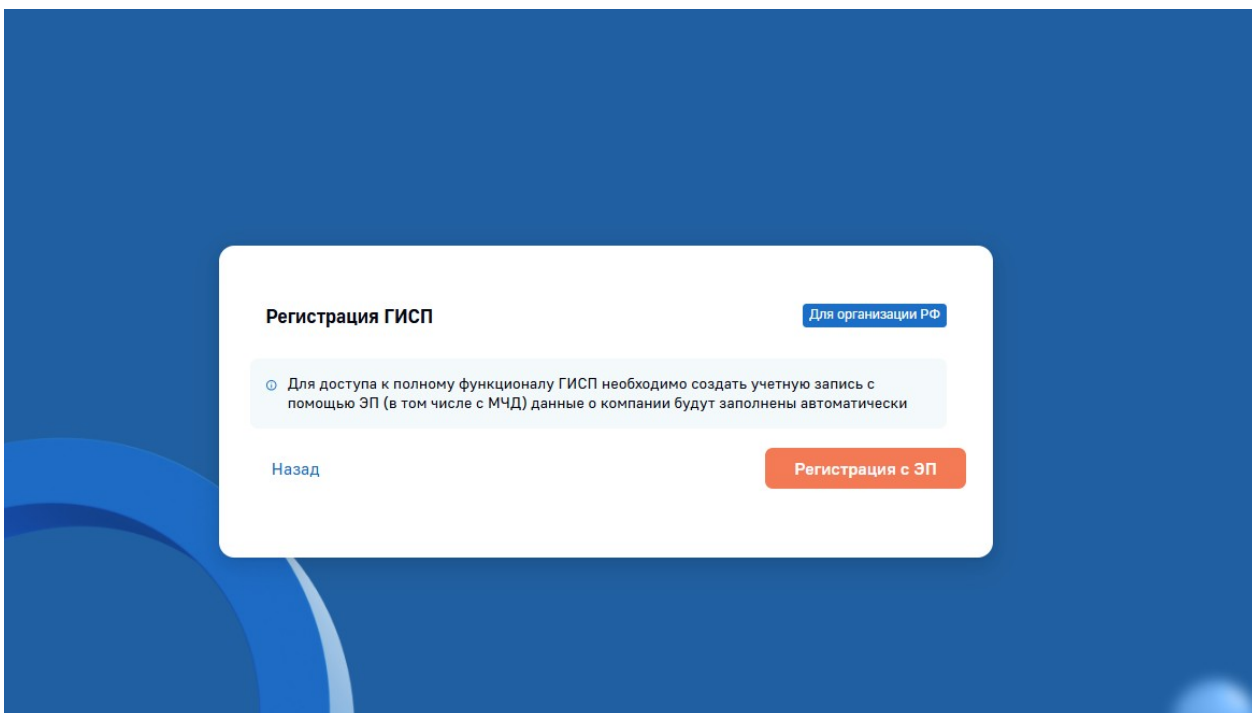 Регистрация ГИСП
Для организации РФ
Для доступа к полному функционалу ГИСП необходимо создать учетную запись с
помощью ЭП (в том числе с МЧД) данные о компании будут заполнены автоматически
Назад
Регистрация с ЭП